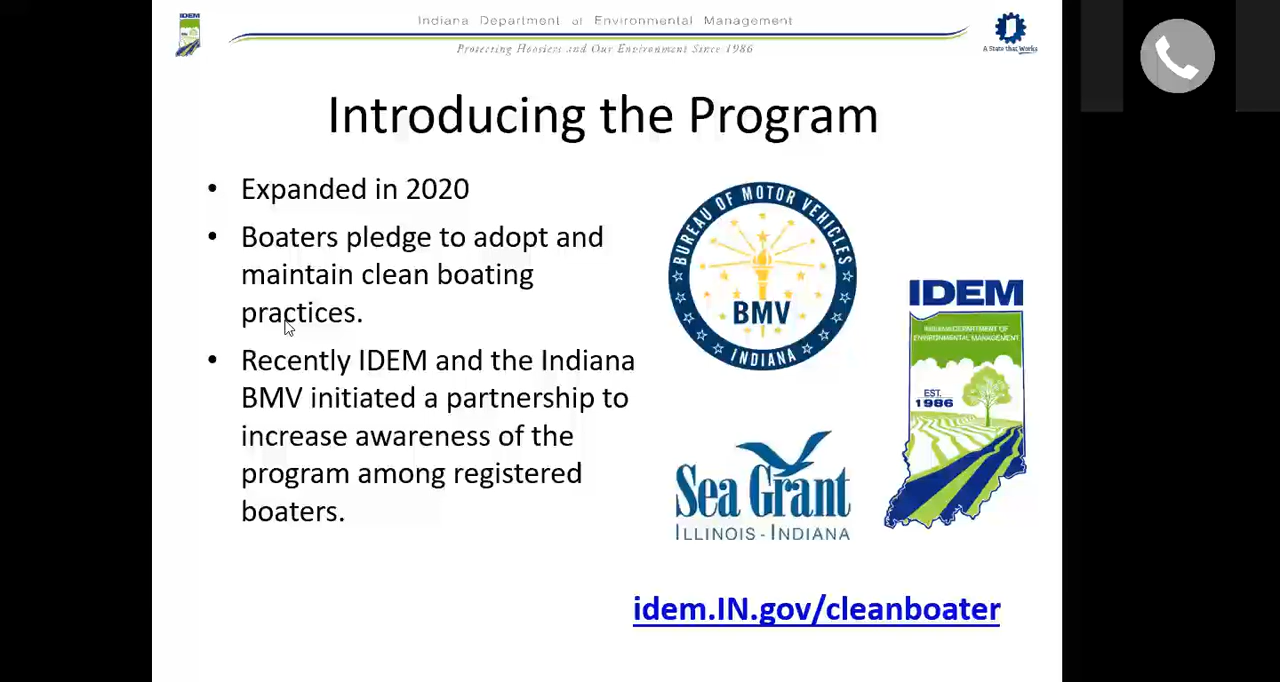 IDEM
Indiana Department of Environmental Management
Protecting Hoosiers and Our Environment Since 1986
A State that Works
Introducing the Program
• Expanded in 2020
• Boaters pledge to adopt and
maintain clean boating
practices.
• Recently IDEM and the Indiana
BMV initiated a partnership to
increase awareness of the
program among registered
boaters.
BUREAU OF MOTOR VEHICLES
BMV
INDIANA
IDEM
INDIANA DEPARTMENT OF
ENVIRONMENTAL MANAGEMENT
EST.
1986
Sea Grant
ILLINOIS - INDIANA
idem.IN.gov/cleanboater